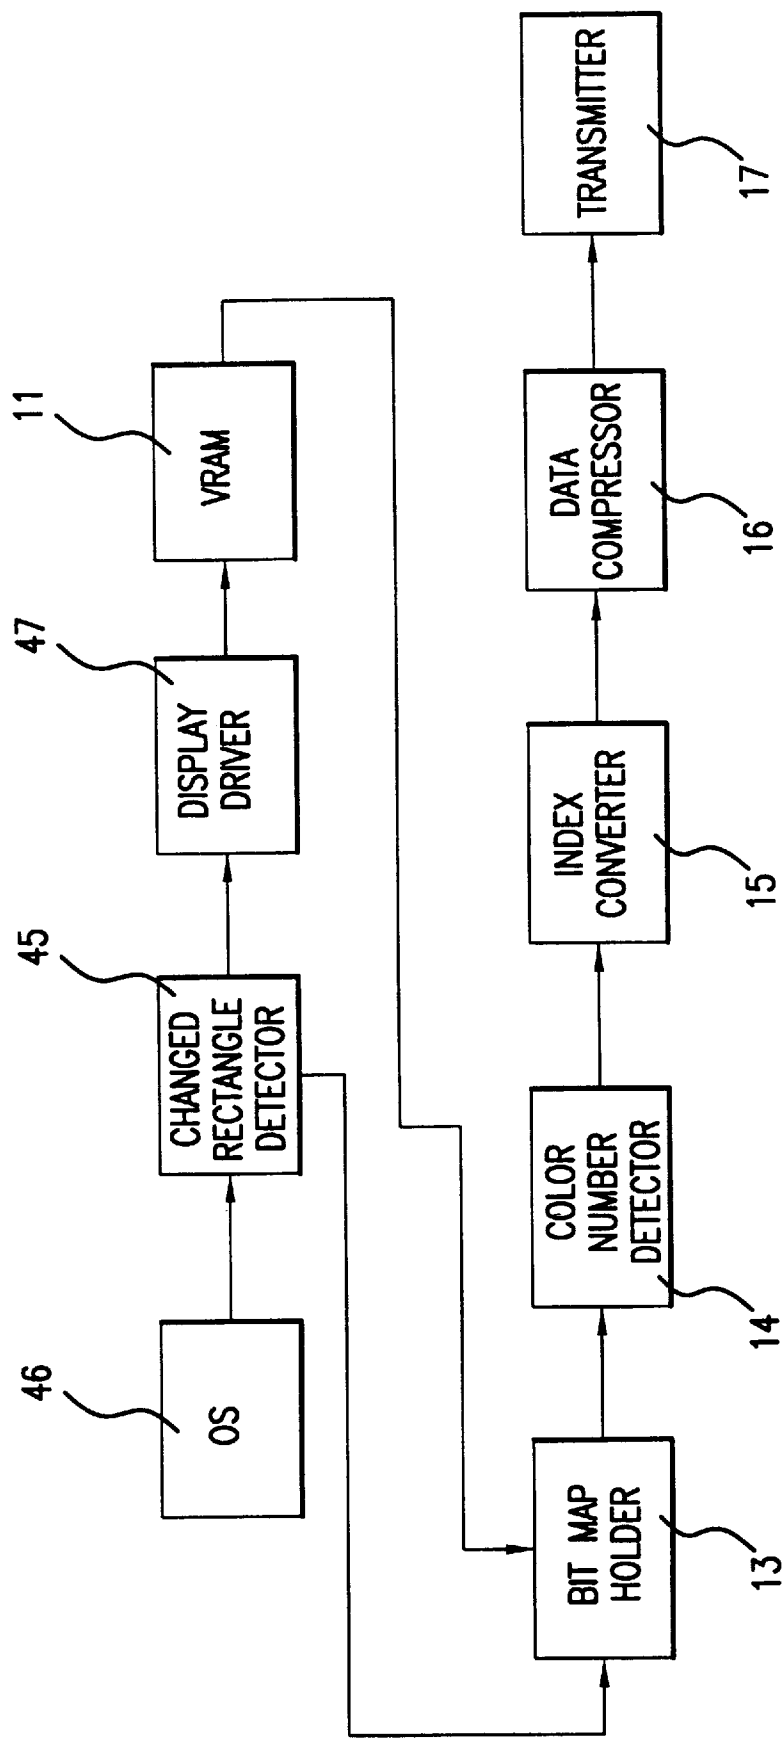 46
OS
45
CHANGED
RECTANGLE
DETECTOR
47
DISPLAY
DRIVER
11
VRAM
BIT MAP
HOLDER
13
COLOR
NUMBER
DETECTOR
14
INDEX
CONVERTER
15
DATA
COMPRESSOR
16
TRANSMITTER
17